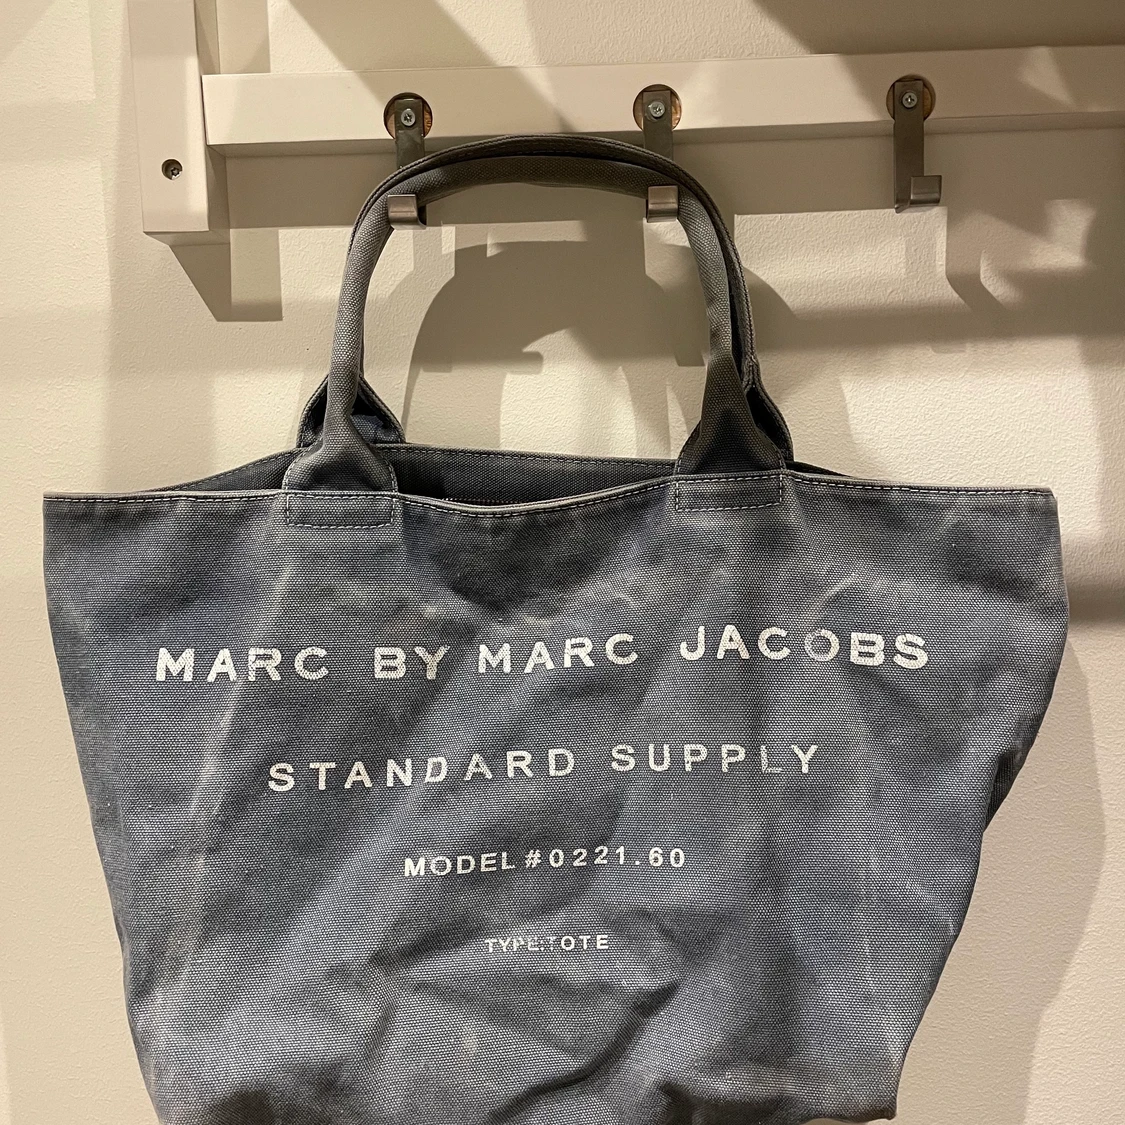 MARC BY MARC JACOBS
STANDARD SUPPLY
MODEL #0221.60
TYPE:TOTE